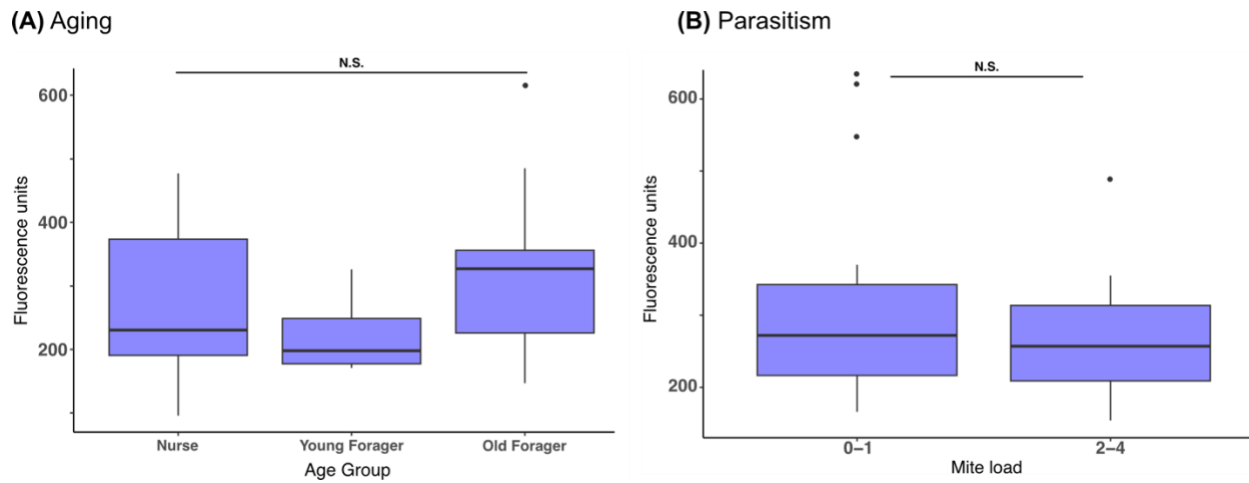 (A) Aging
N.S.
600
400
200
Fluorescence units
Nurse
Young Forager
Old Forager
Age Group
(B) Parasitism
N.S.
600
400
200
Fluorescence units
0–1
2–4
Mite load